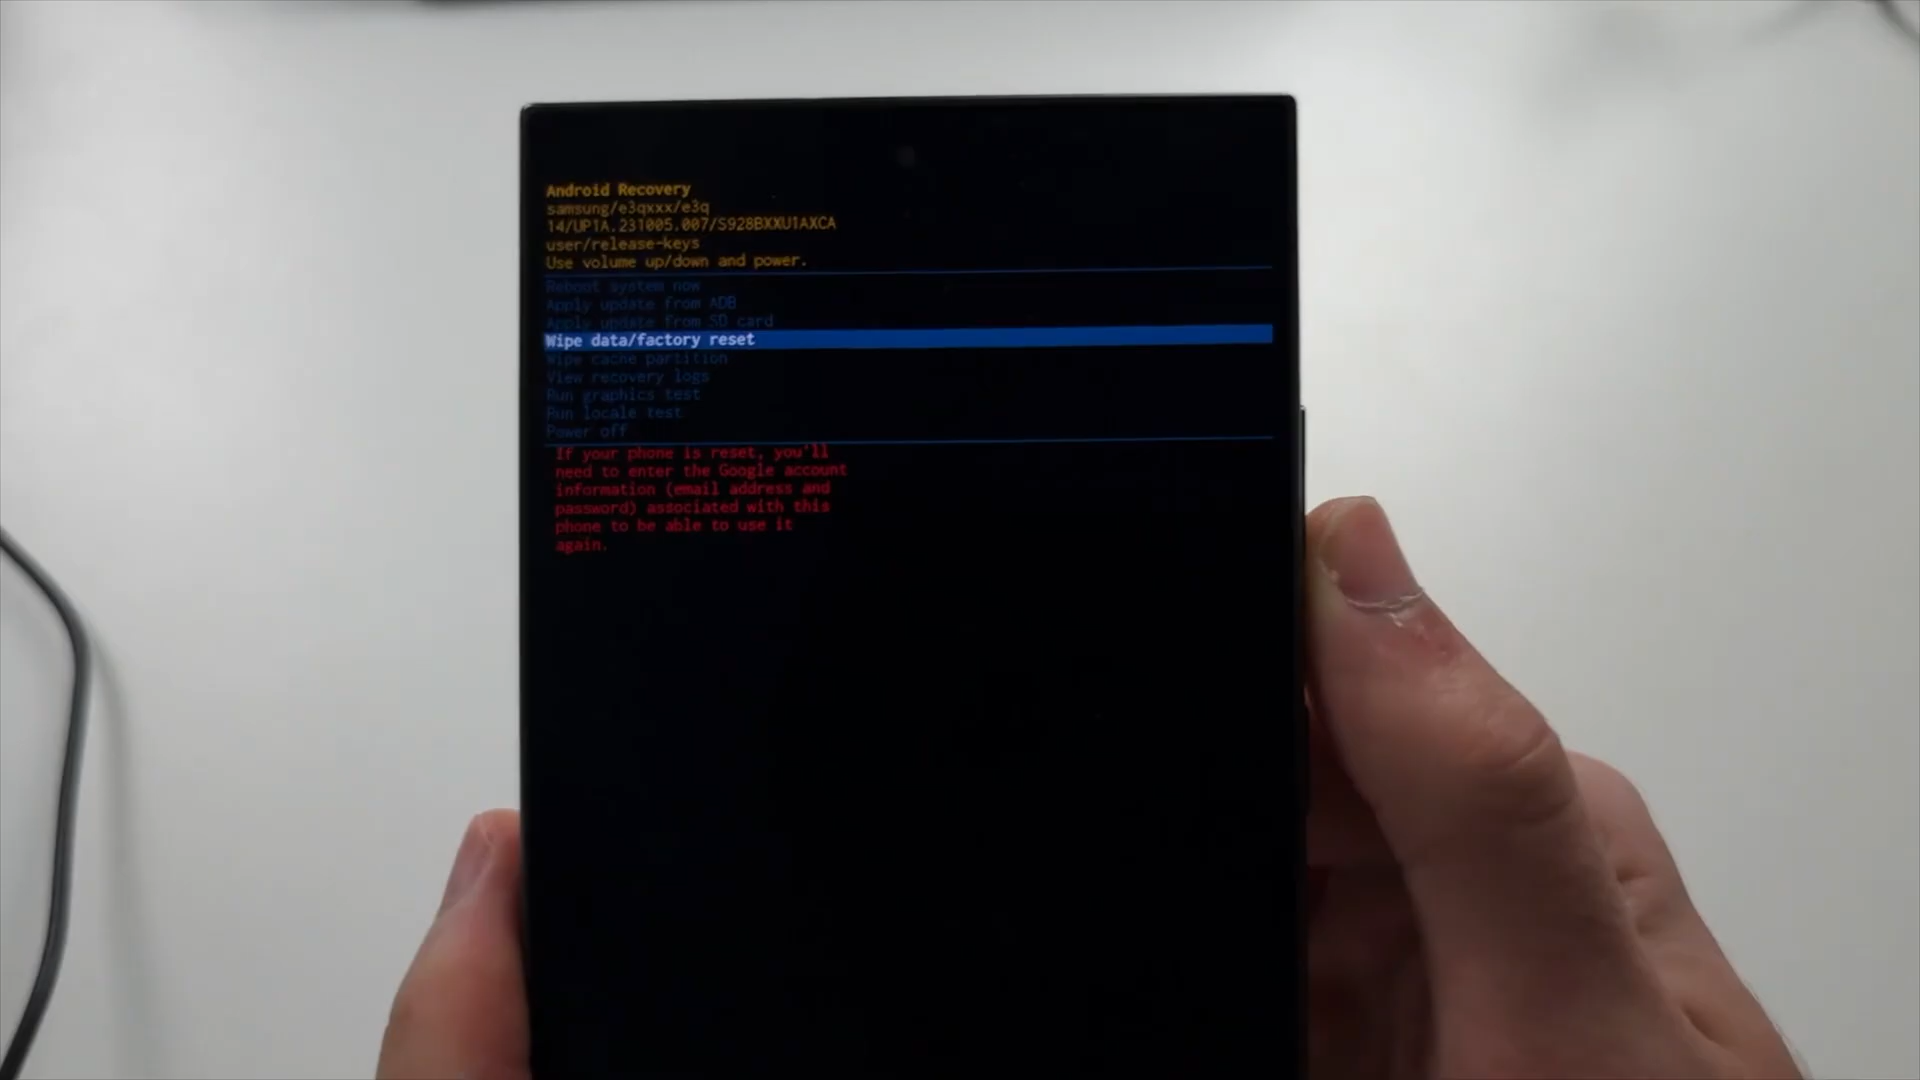 Android Recovery
samsung/e3qxxx/e3q
14/UP1A.231005.007/S928BXXU1AXCA
user/release-keys
Use volume up/down and power.
Reboot system now
Apply update from ADB
Apply update from SD card
Wipe data/factory reset
Wipe cache partition
View recovery logs
Run graphics test
Run locale test
Power off
If your phone is reset, you'll
need to enter the Google account
information (email address and
password) associated with this
phone to be able to use it
again.